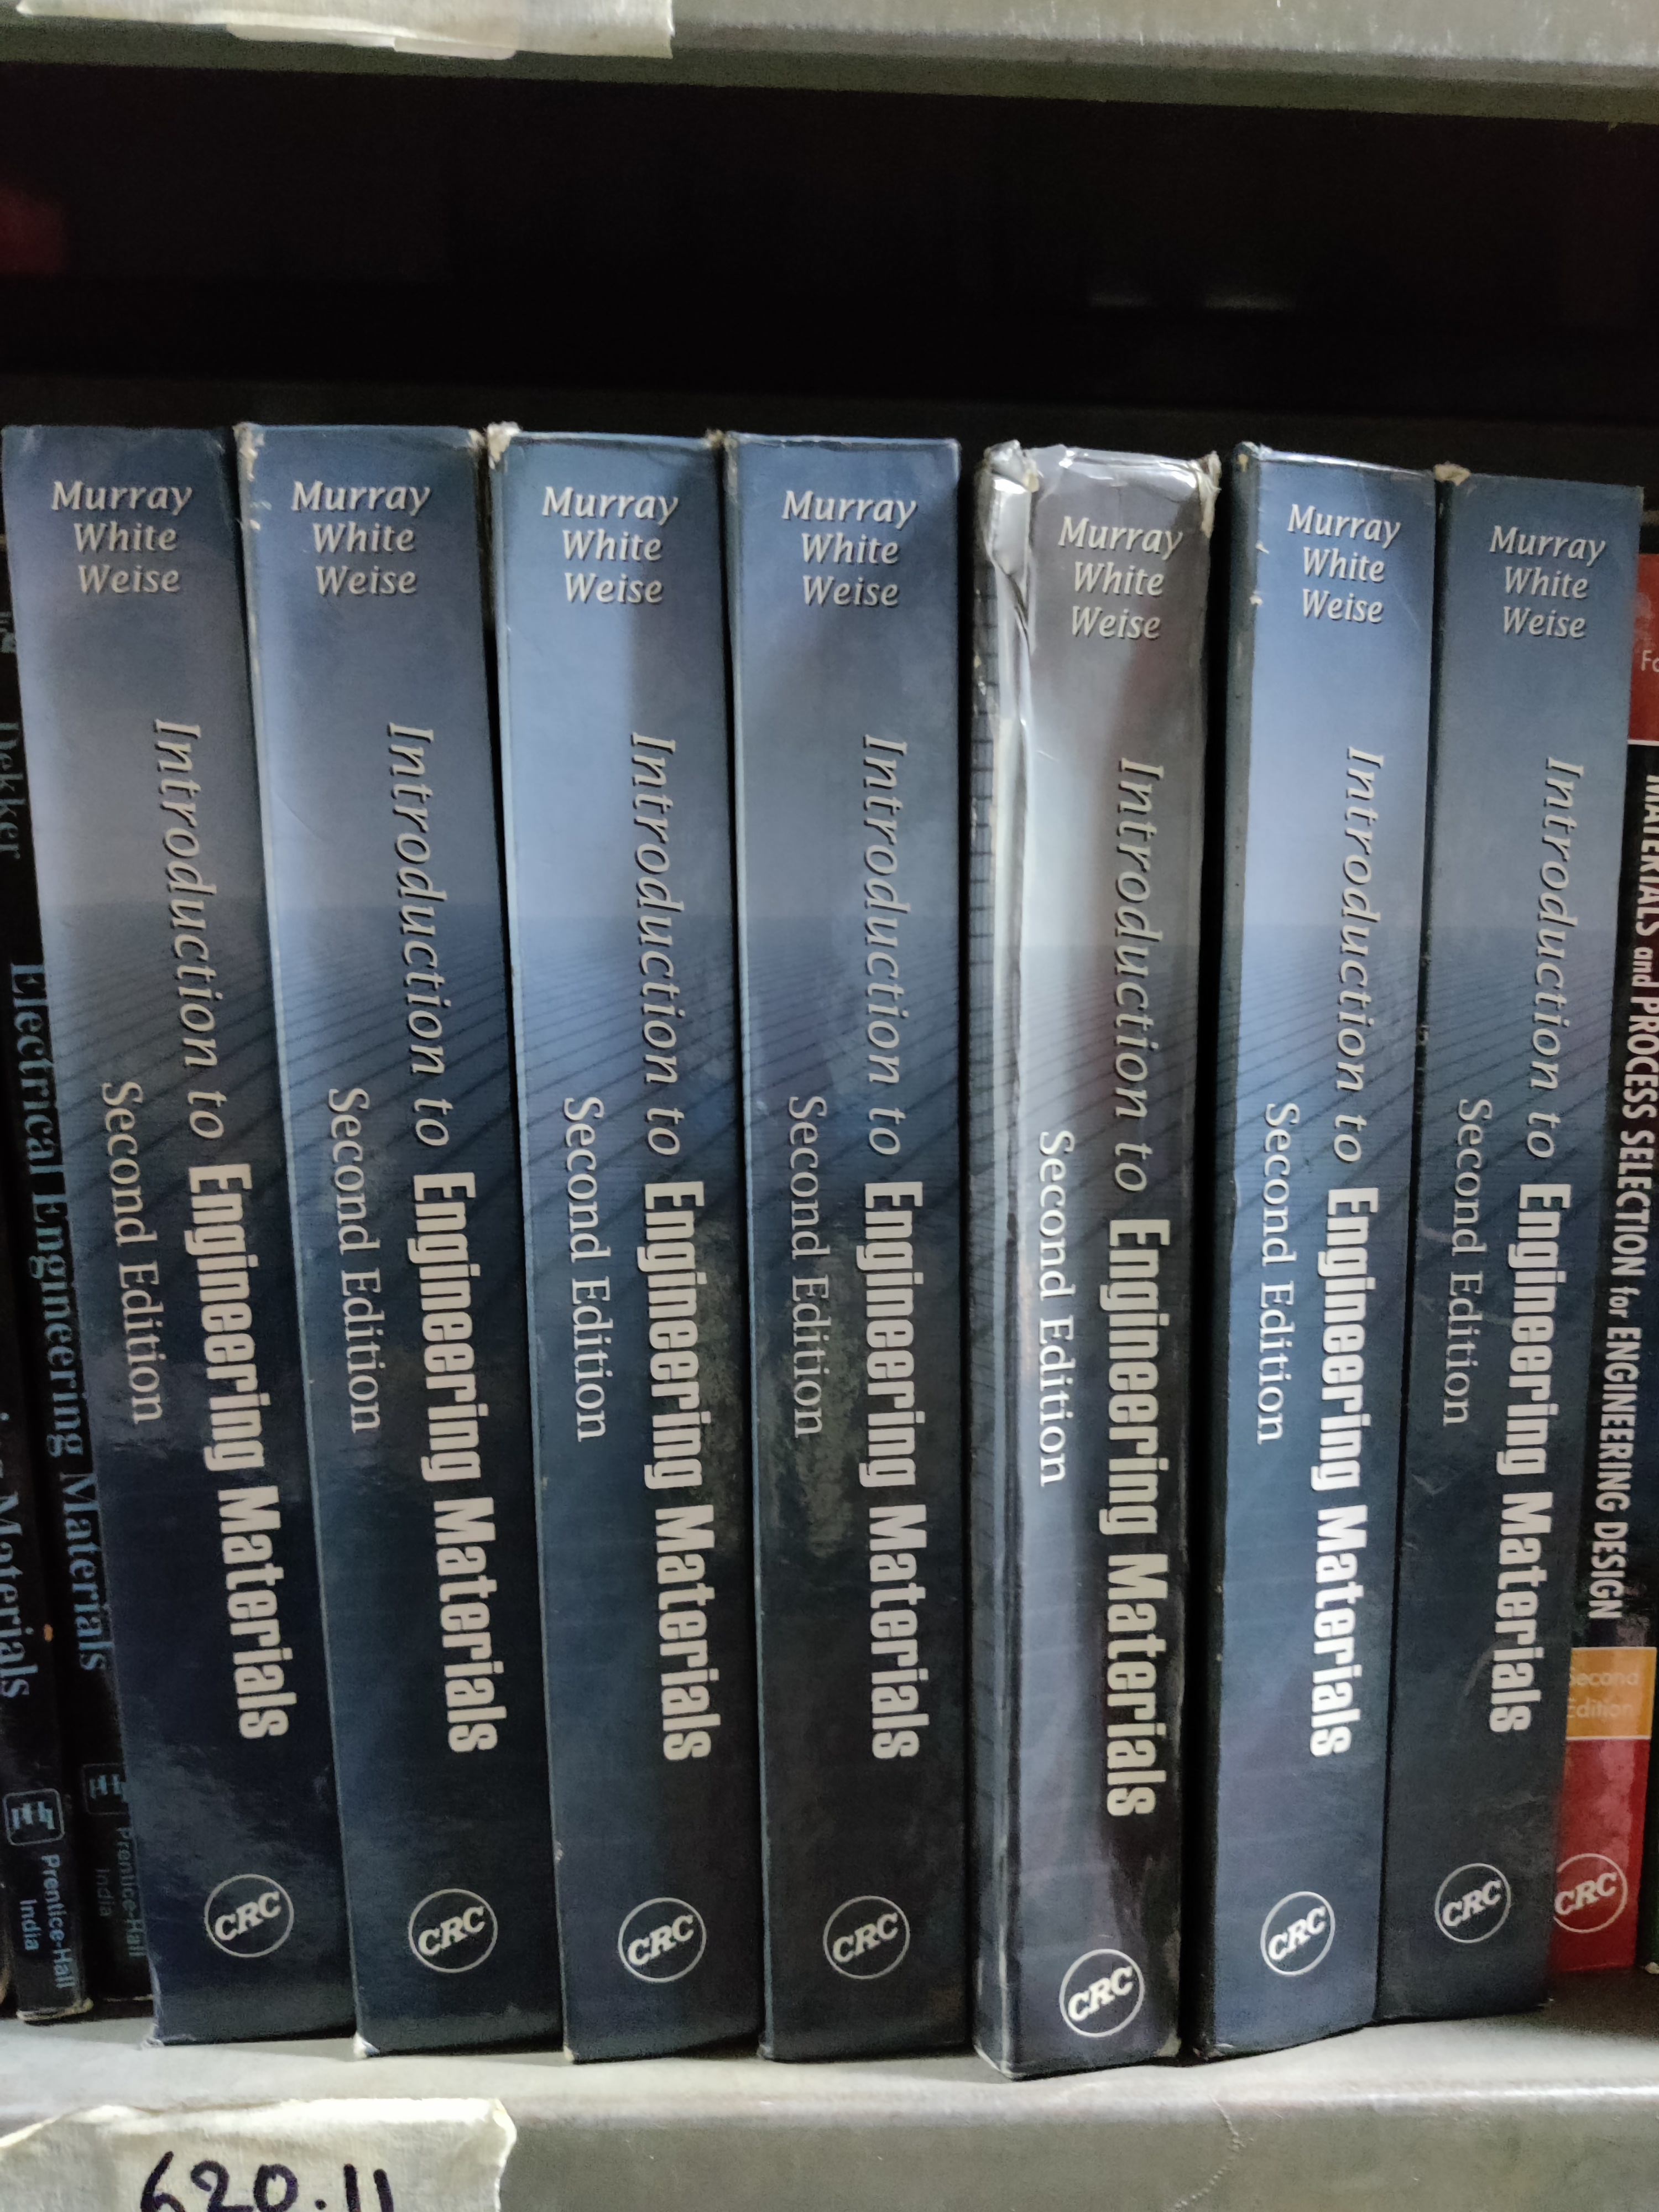 Dekker
Electrical Engineering Materials
Materials
Prentice-Hall
India
Prentice-Hall
India
Murray
White
Weise
Introduction to Engineering Materials
Second Edition
CRC
Murray
White
Weise
Introduction to Engineering Materials
Second Edition
CRC
Murray
White
Weise
Introduction to Engineering Materials
Second Edition
CRC
Murray
White
Weise
Introduction to Engineering Materials
Second Edition
CRC
Murray
White
Weise
Introduction to Engineering Materials
Second Edition
CRC
Murray
White
Weise
Introduction to Engineering Materials
Second Edition
CRC
Murray
White
Weise
Introduction to Engineering Materials
Second Edition
CRC
MATERIALS and PROCESS SELECTION for ENGINEERING DESIGN
Second
Edition
CRC
620.11